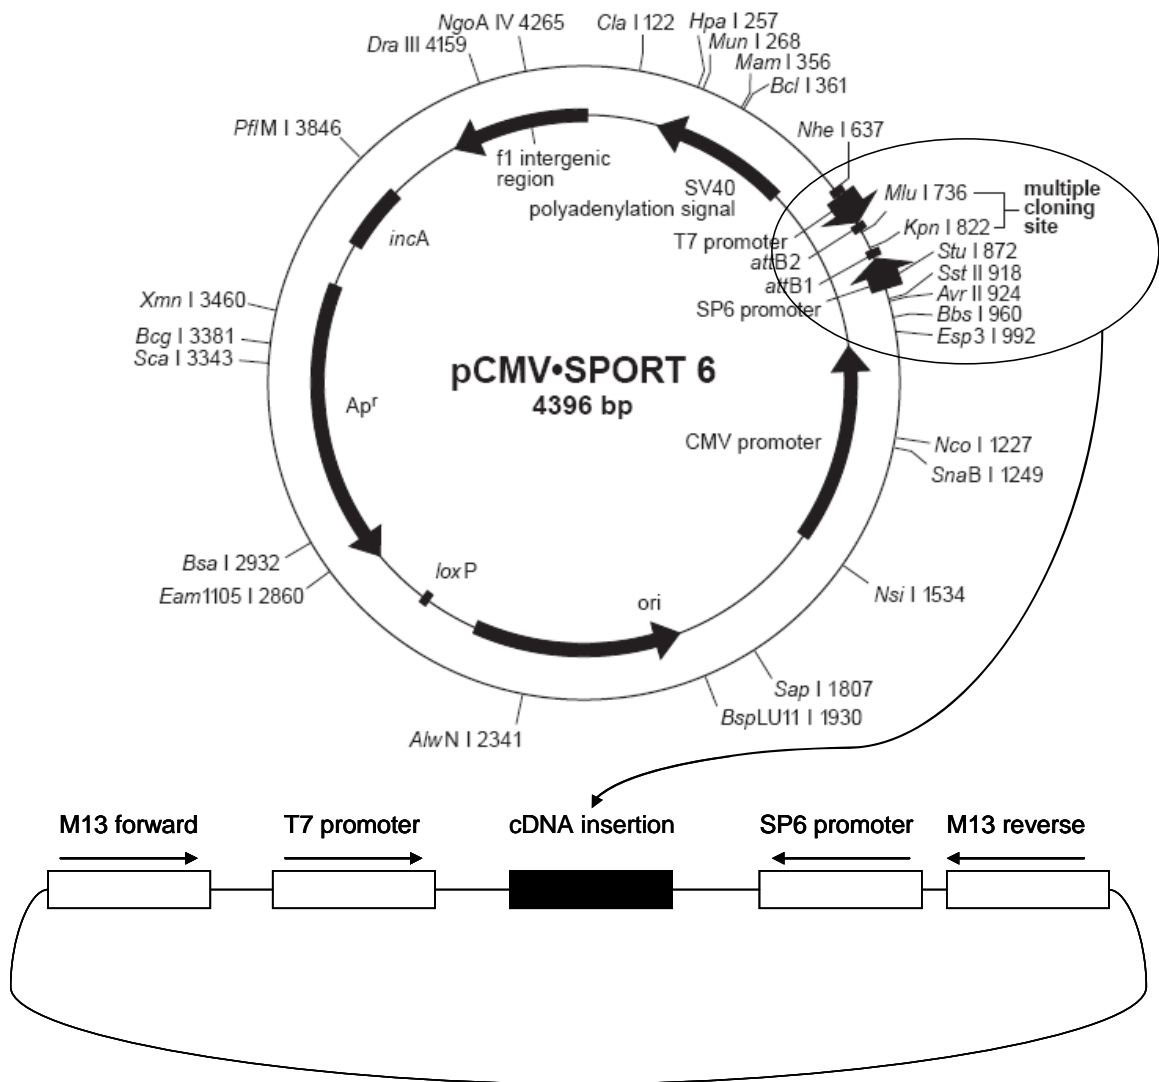 NgoA IV 4265
Cla I 122
Hpa I 257
Dra III 4159
Mun I 268
Mam I 356
Bcl I 361
PflM I 3846
Nhe I 637
f1 intergenic
region
SV40
polyadenylation signal
Mlu I 736
multiple
cloning
site
incA
T7 promoter
Kpn I 822
attB2
Stu I 872
attB1
Sst II 918
Xmn I 3460
SP6 promoter
Avr II 924
Bbs I 960
Bcg I 3381
Esp3 I 992
Sca I 3343
pCMV•SPORT 6
4396 bp
Apr
CMV promoter
Nco I 1227
SnaB I 1249
Bsa I 2932
loxP
Eam1105 I 2860
ori
Nsi I 1534
Sap I 1807
BspLU11 I 1930
AlwN I 2341
M13 forward
T7 promoter
cDNA insertion
SP6 promoter
M13 reverse